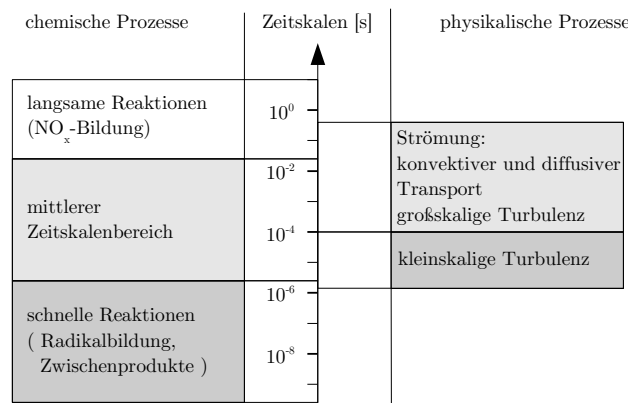 chemische Prozesse
Zeitskalen [s]
physikalische Prozesse
langsame Reaktionen
(NOₓ-Bildung)
mittlerer
Zeitskalenbereich
schnelle Reaktionen
( Radikalbildung,
Zwischenprodukte )
10⁰
10⁻²
10⁻⁴
10⁻⁶
10⁻⁸
Strömung:
konvektiver und diffusiver
Transport
großskalige Turbulenz
kleinskalige Turbulenz